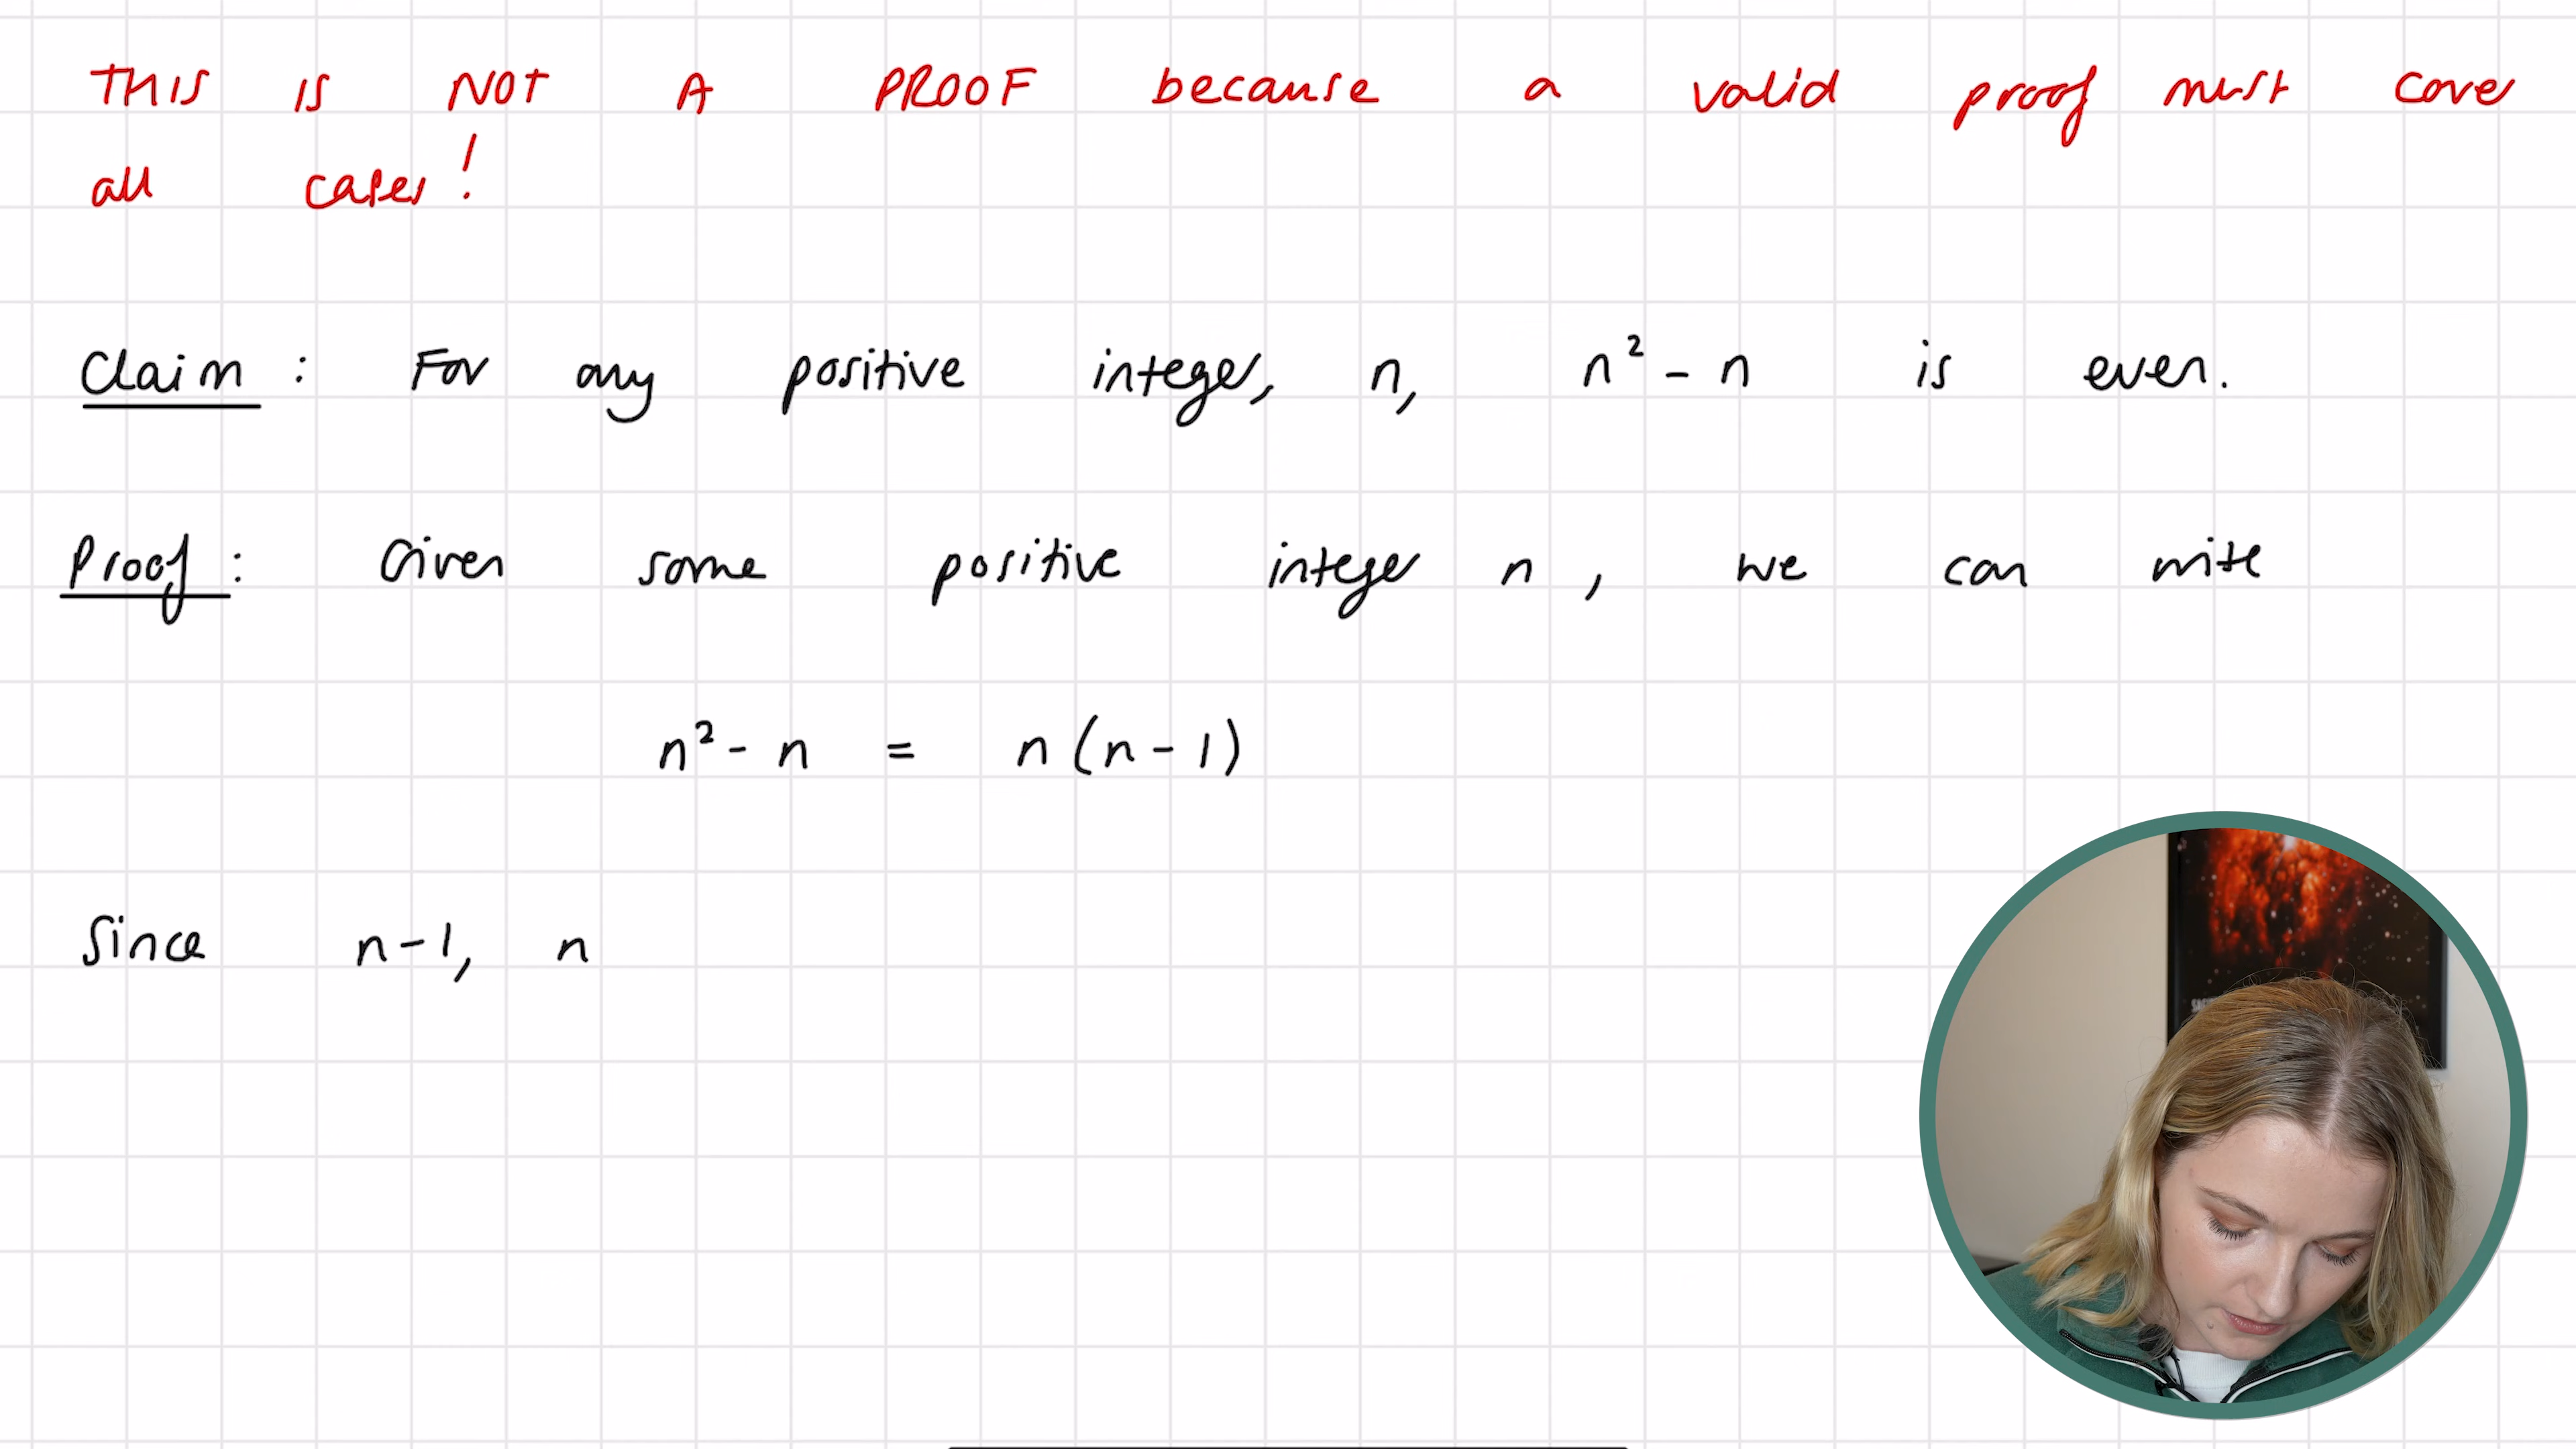 THIS IS NOT A PROOF because a valid proof must cover
all cases!
Claim: For any positive integer, n, n² - n is even.
Proof: Given some positive integer n, we can write
n² - n = n(n-1)
Since n-1, n